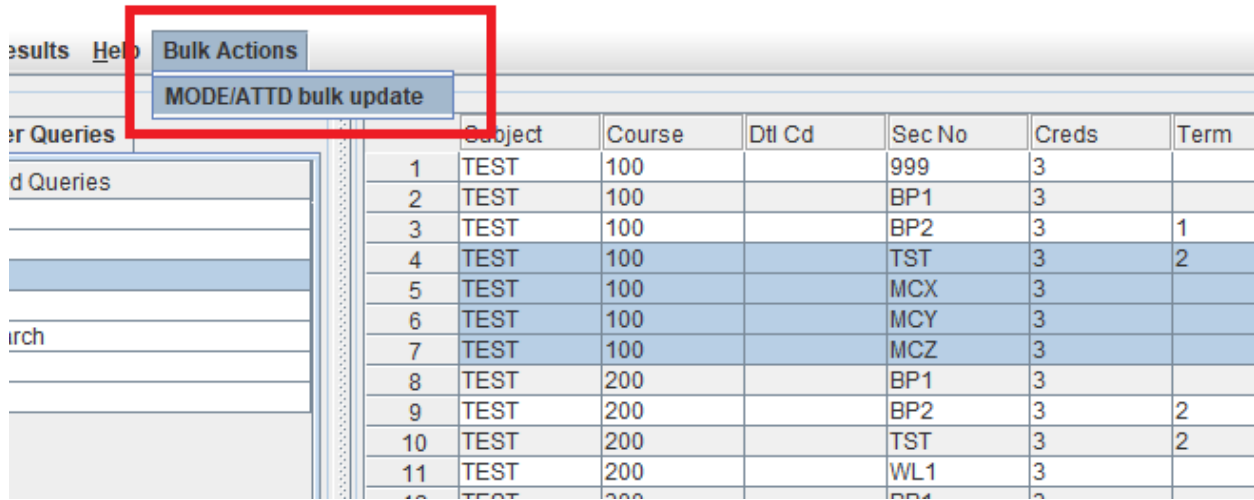 esults Help Bulk Actions
MODE/ATTD bulk update
er Queries
d Queries
arch
Subject Course Dtl Cd Sec No Creds Term
1 TEST 100 999 3
2 TEST 100 BP1 3
3 TEST 100 BP2 3 1
4 TEST 100 TST 3 2
5 TEST 100 MCX 3
6 TEST 100 MCY 3
7 TEST 100 MCZ 3
8 TEST 200 BP1 3
9 TEST 200 BP2 3 2
10 TEST 200 TST 3 2
11 TEST 200 WL1 3